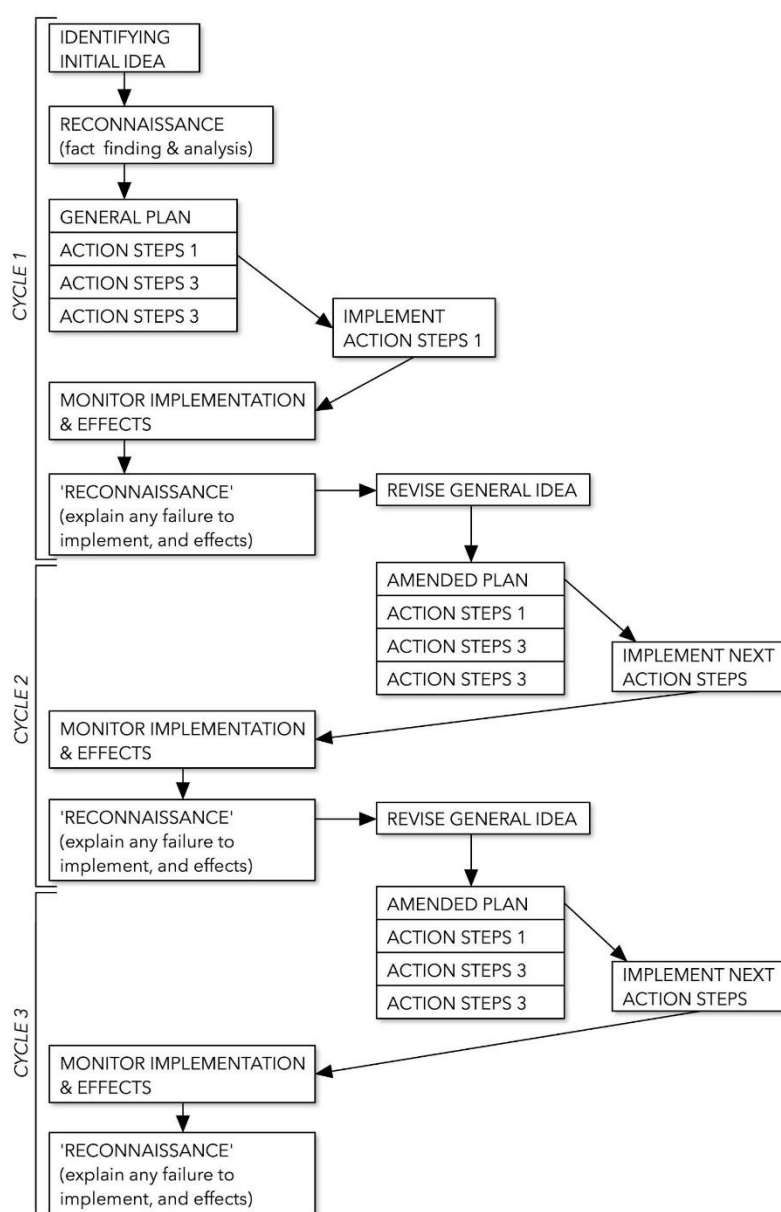 CYCLE 1
IDENTIFYING
INITIAL IDEA
RECONNAISSANCE
(fact finding & analysis)
GENERAL PLAN
ACTION STEPS 1
ACTION STEPS 3
ACTION STEPS 3
IMPLEMENT
ACTION STEPS 1
MONITOR IMPLEMENTATION
& EFFECTS
'RECONNAISSANCE'
(explain any failure to
implement, and effects)
REVISE GENERAL IDEA
CYCLE 2
AMENDED PLAN
ACTION STEPS 1
ACTION STEPS 3
ACTION STEPS 3
IMPLEMENT NEXT
ACTION STEPS
MONITOR IMPLEMENTATION
& EFFECTS
'RECONNAISSANCE'
(explain any failure to
implement, and effects)
REVISE GENERAL IDEA
CYCLE 3
AMENDED PLAN
ACTION STEPS 1
ACTION STEPS 3
ACTION STEPS 3
IMPLEMENT NEXT
ACTION STEPS
MONITOR IMPLEMENTATION
& EFFECTS
'RECONNAISSANCE'
(explain any failure to
implement, and effects)